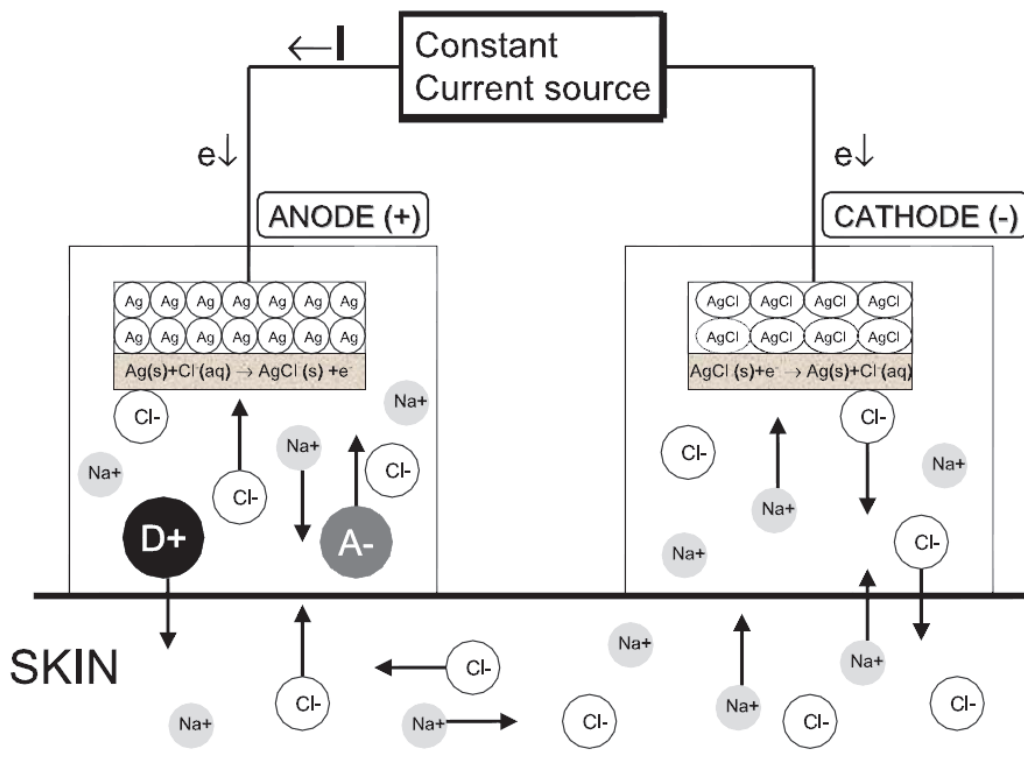 ←I
Constant
Current source
e↓
e↓
ANODE (+)
CATHODE (-)
Ag Ag Ag Ag Ag Ag Ag
Ag Ag Ag Ag Ag Ag Ag
Ag(s)+Cl⁻(aq) → AgCl (s) +e⁻
AgCl AgCl AgCl AgCl
AgCl AgCl AgCl AgCl
AgCl (s)+e⁻ → Ag(s)+Cl⁻(aq)
Cl-
Na+
Na+
Cl-
Na+
Cl-
D+
A-
Cl-
Cl-
Na+
Na+
Na+
Cl-
SKIN
Cl-
Na+
Cl-
Na+
Na+
Cl-
Na+
Na+
Cl-
Cl-